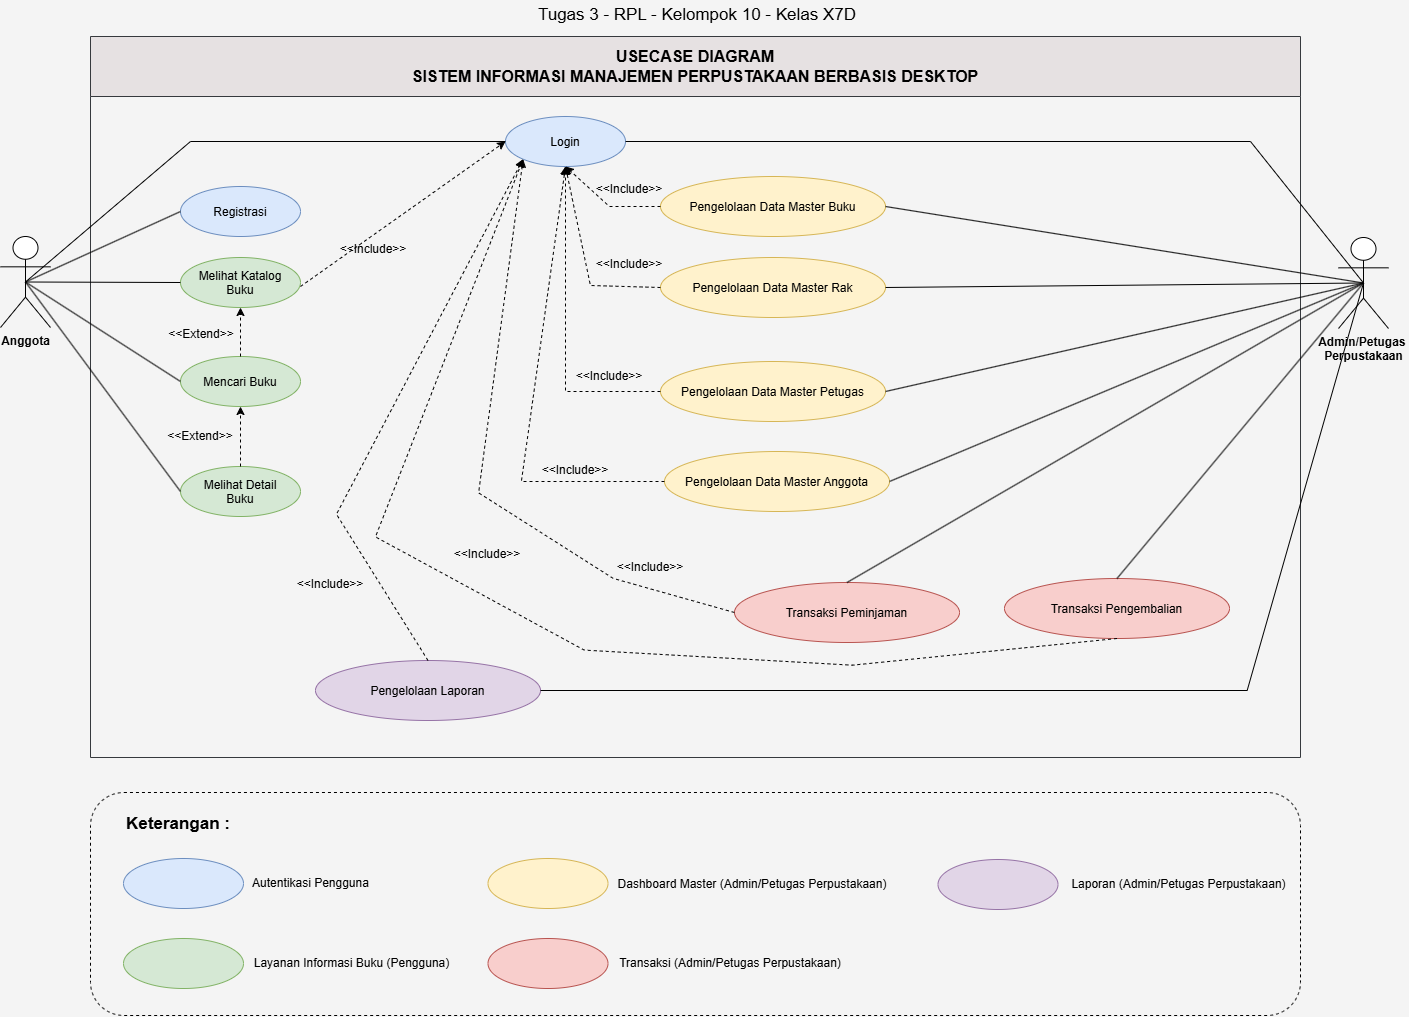 Tugas 3 - RPL - Kelompok 10 - Kelas X7D
USECASE DIAGRAM
SISTEM INFORMASI MANAJEMEN PERPUSTAKAAN BERBASIS DESKTOP
Login
<<Include>>
Pengelolaan Data Master Buku
Registrasi
<<Include>>
<<Include>>
Melihat Katalog
Buku
Pengelolaan Data Master Rak
<<Extend>>
Anggota
Admin/Petugas
Perpustakaan
Mencari Buku
<<Include>>
Pengelolaan Data Master Petugas
<<Extend>>
<<Include>>
Melihat Detail
Buku
Pengelolaan Data Master Anggota
<<Include>>
<<Include>>
<<Include>>
Transaksi Peminjaman
Transaksi Pengembalian
Pengelolaan Laporan
Keterangan :
Autentikasi Pengguna
Dashboard Master (Admin/Petugas Perpustakaan)
Laporan (Admin/Petugas Perpustakaan)
Layanan Informasi Buku (Pengguna)
Transaksi (Admin/Petugas Perpustakaan)